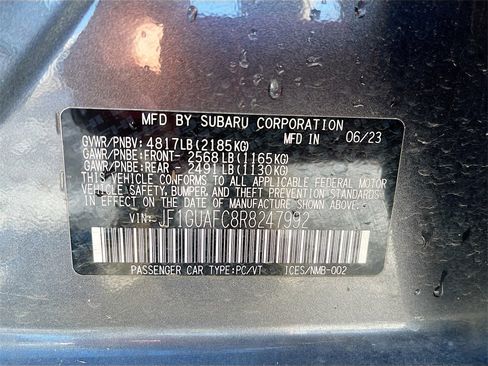 MFD BY SUBARU CORPORATION
GVWR/PNBV: 4817LB(2185KG) MFD IN 06/23
GAWR/PNBE:FRONT- 2568LB(1165KG)
GAWR/PNBE:REAR - 2491LB(1130KG)
THIS VEHICLE CONFORMS TO ALL APPLICABLE FEDERAL MOTOR
VEHICLE SAFETY, BUMPER, AND THEFT PREVENTION STANDARDS
IN EFFECT ON THE DATE OF MANUFACTURE SHOWN ABOVE.
VIN: JF1GUAFC8R8247992
PASSENGER CAR TYPE:PC/VT ICES/NMB-002